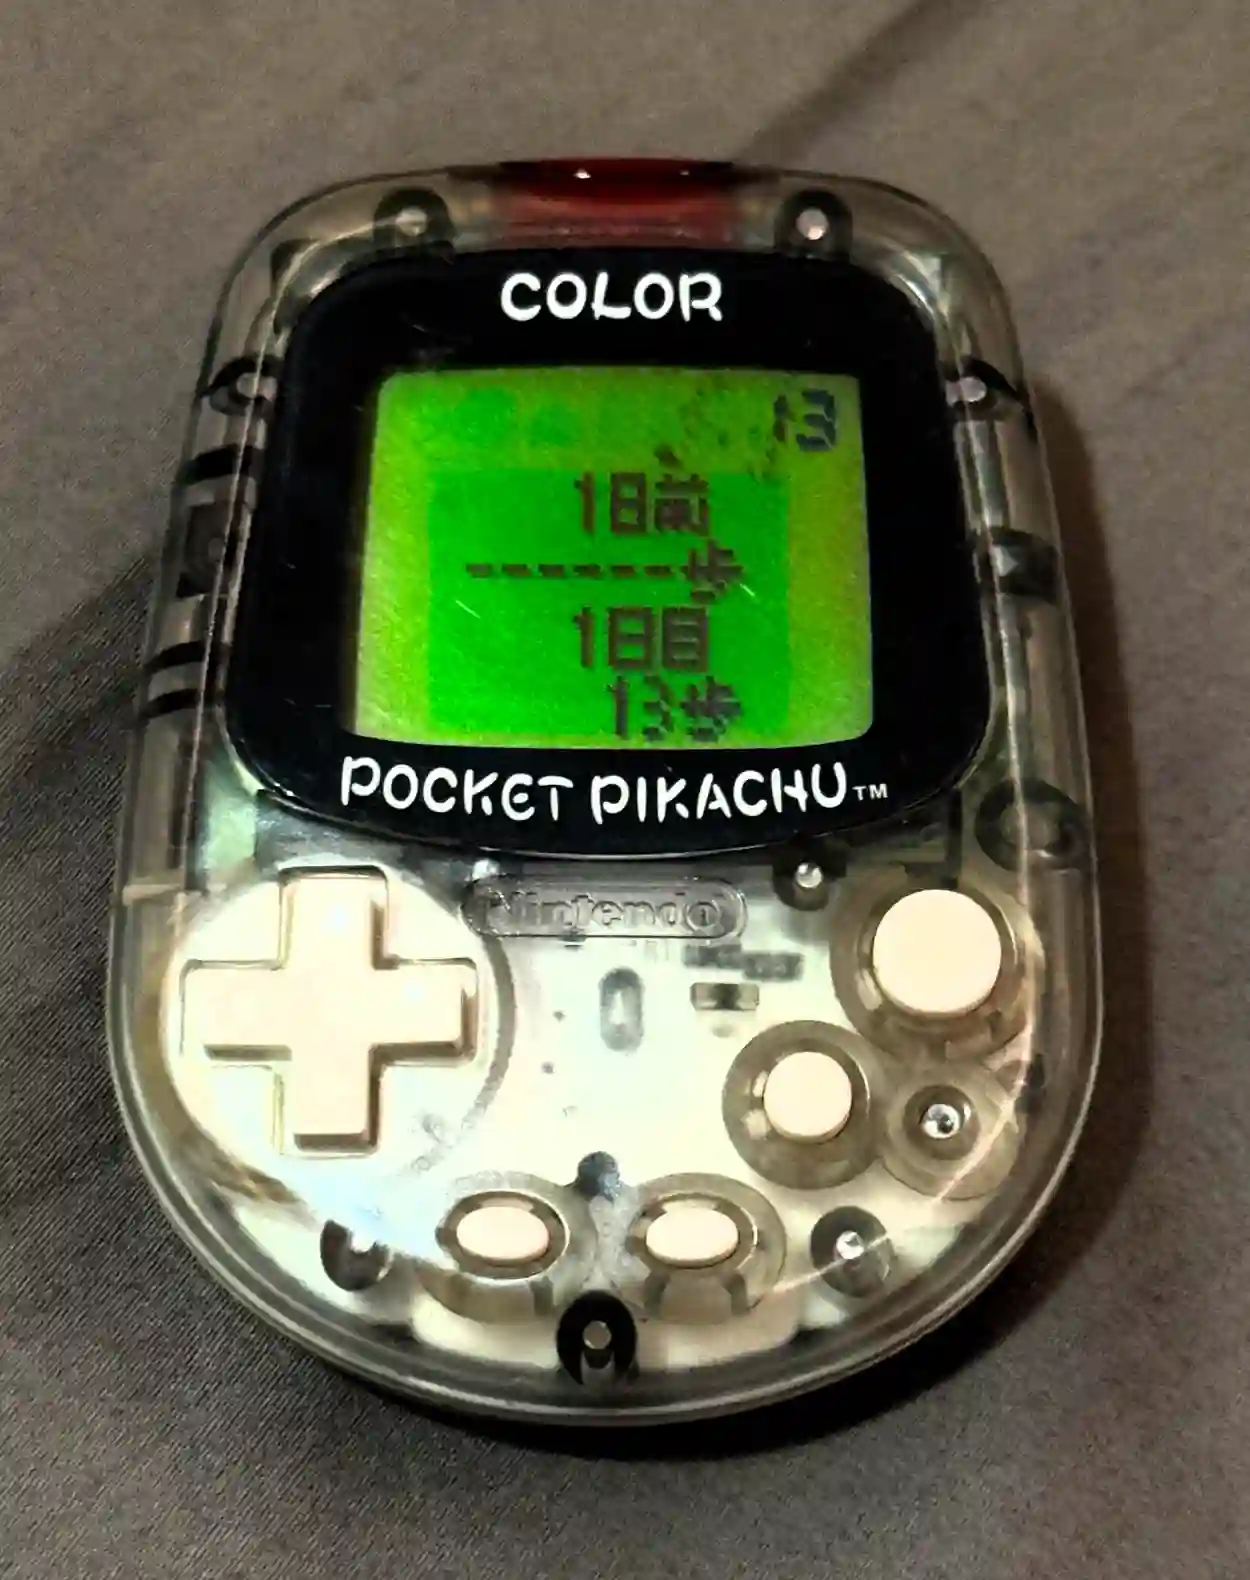 COLOR
13
1日前
-------歩
1日目
13歩
POCKET PIKACHU™
Nintendo